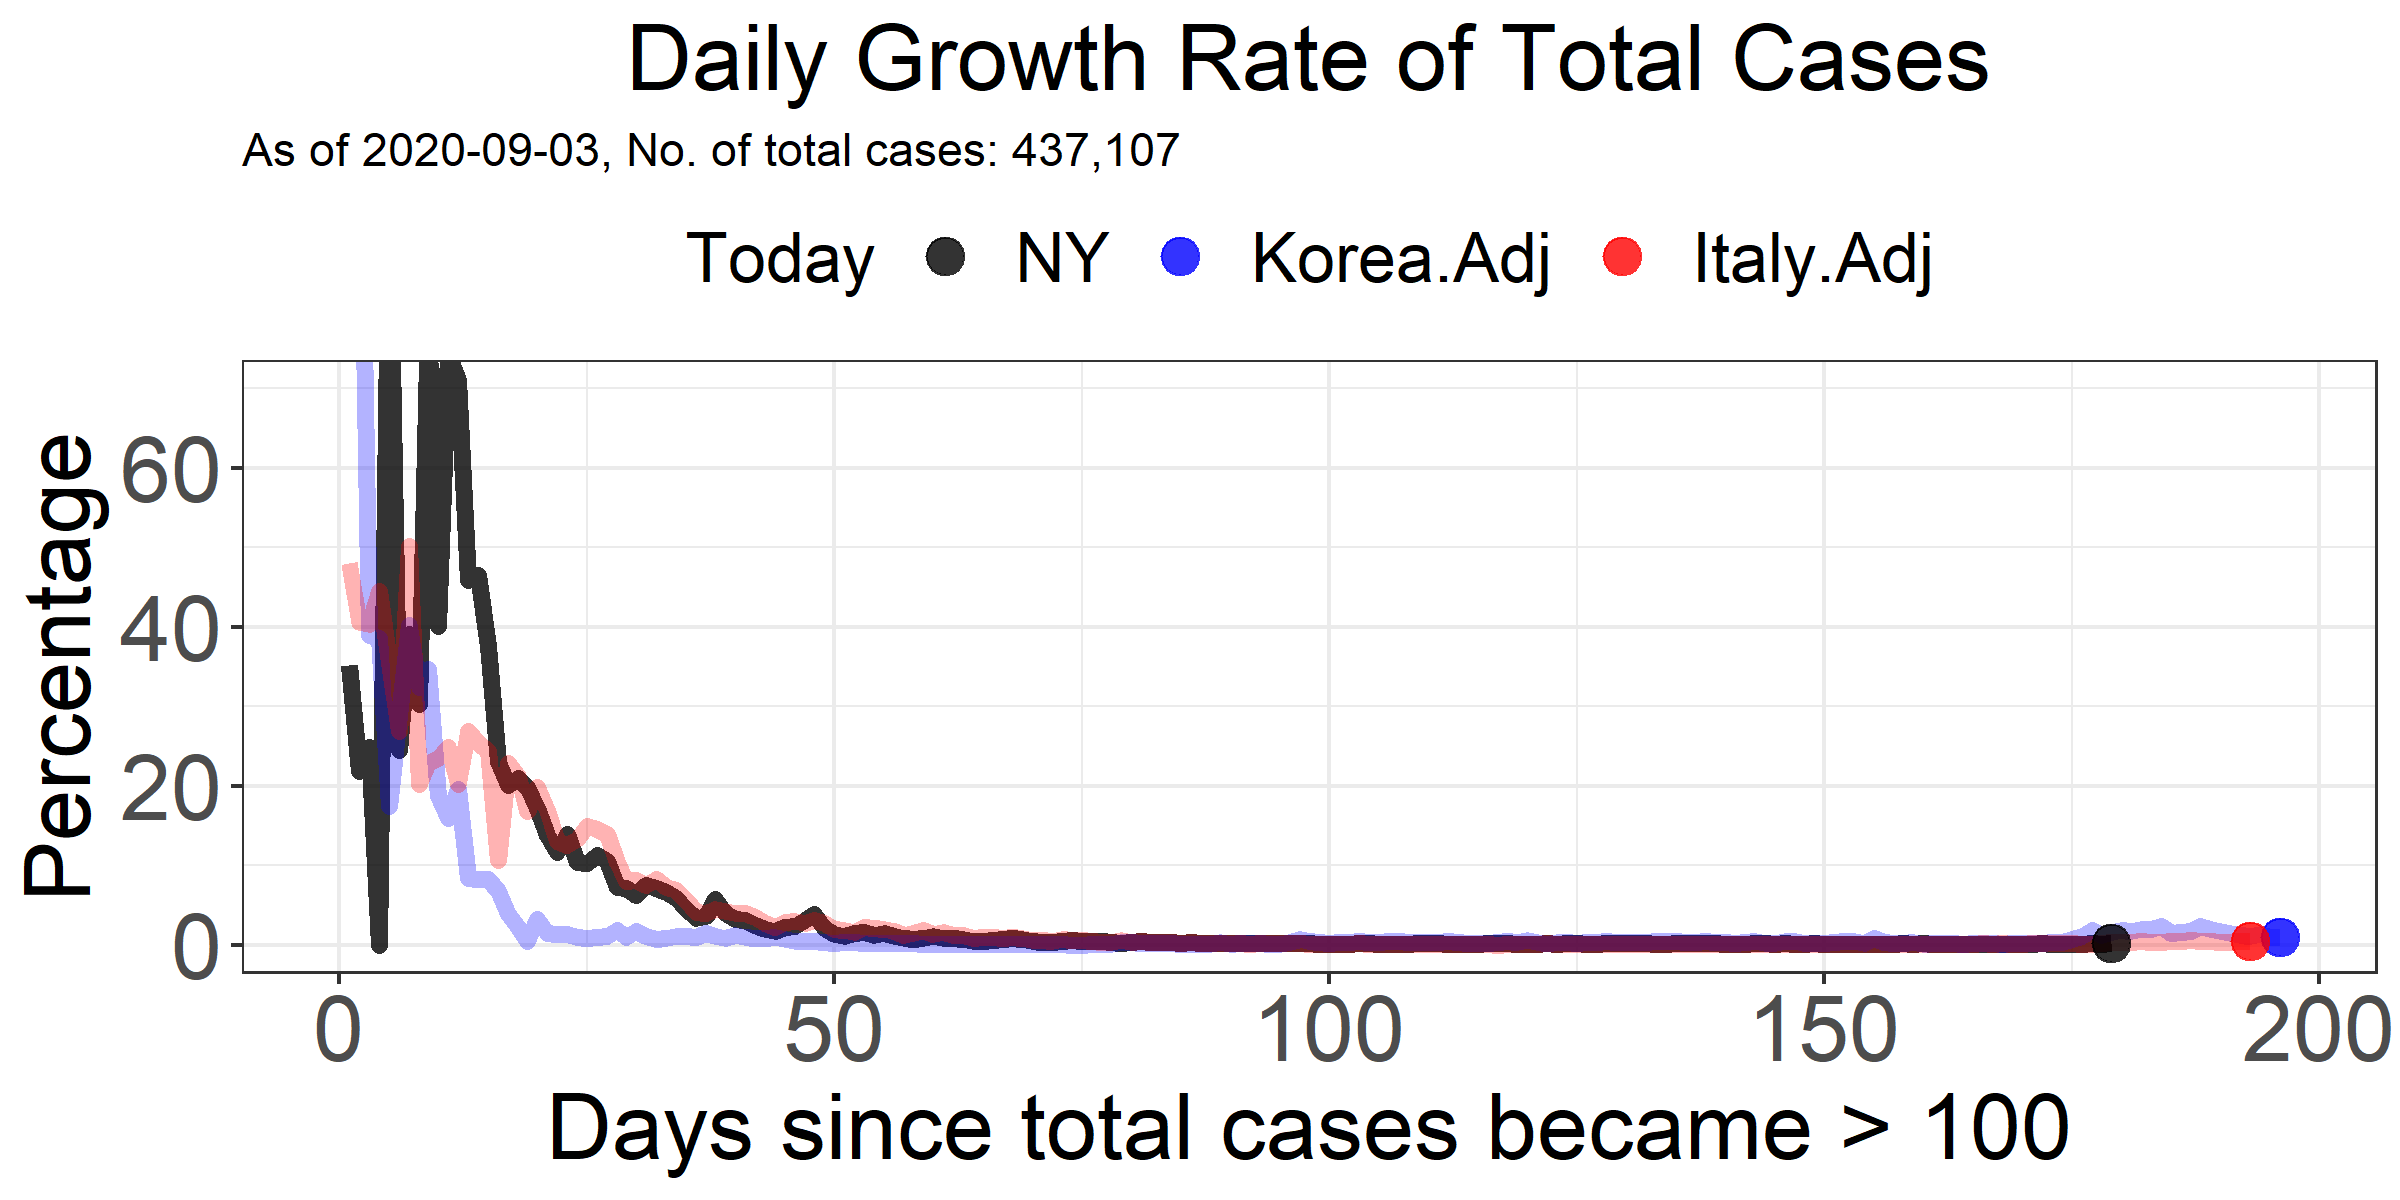 Daily Growth Rate of Total Cases
As of 2020-09-03, No. of total cases: 437,107
Today NY Korea.Adj Italy.Adj
Percentage
60
40
20
0
0 50 100 150 200
Days since total cases became > 100